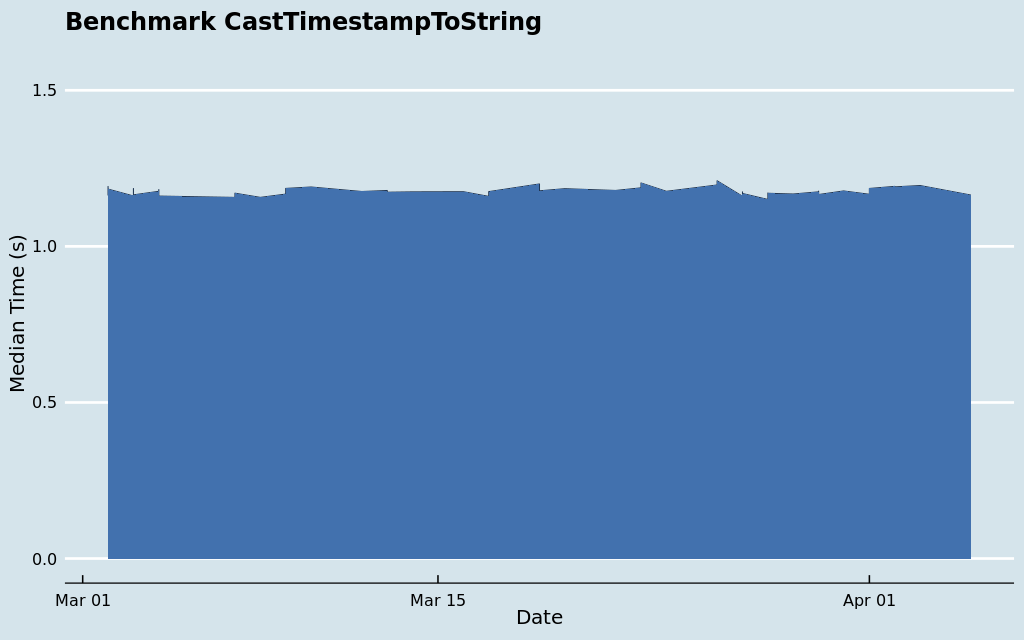 Benchmark CastTimestampToString
1.5
1.0
0.5
0.0
Median Time (s)
Mar 01
Mar 15
Apr 01
Date